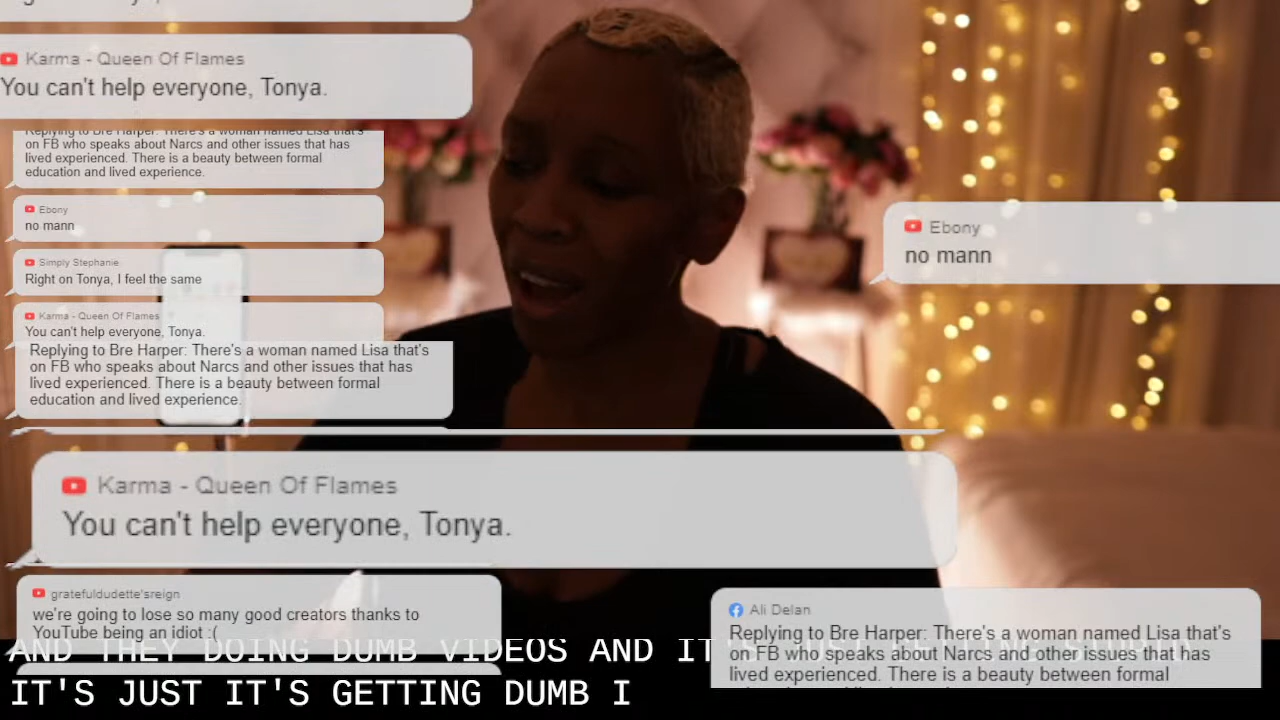 Karma - Queen Of Flames
You can't help everyone, Tonya.
Replying to Bre Harper: There's a woman named Lisa that's
on FB who speaks about Narcs and other issues that has
lived experienced. There is a beauty between formal
education and lived experience.
Ebony
no mann
Simply Stephanie
Right on Tonya, I feel the same
Karma - Queen Of Flames
You can't help everyone, Tonya.
Replying to Bre Harper: There's a woman named Lisa that's
on FB who speaks about Narcs and other issues that has
lived experienced. There is a beauty between formal
education and lived experience.
Ebony
no mann
Karma - Queen Of Flames
You can't help everyone, Tonya.
gratefuldudette'sreign
we're going to lose so many good creators thanks to
YouTube being an idiot :(
Ali Delan
Replying to Bre Harper: There's a woman named Lisa that's
on FB who speaks about Narcs and other issues that has
lived experienced. There is a beauty between formal
AND THEY DOING DUMB VIDEOS AND IT'S JUST
IT'S JUST IT'S GETTING DUMB I